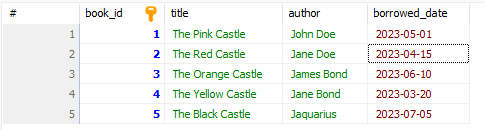 # book_id title author borrowed_date
1 1 The Pink Castle John Doe 2023-05-01
2 2 The Red Castle Jane Doe 2023-04-15
3 3 The Orange Castle James Bond 2023-06-10
4 4 The Yellow Castle Jane Bond 2023-03-20
5 5 The Black Castle Jaquarius 2023-07-05